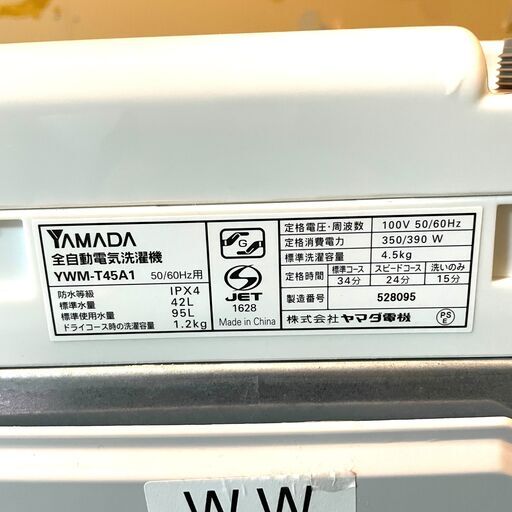 YAMADA
全自動電気洗濯機
YWM-T45A1 50/60Hz用
防水等級 IPX4
標準水量 42L
標準使用水量 95L
ドライコース時の洗濯容量 1.2kg
G
S
JET
1628
Made in China
定格電圧・周波数 100V 50/60Hz
定格消費電力 350/390 W
標準洗濯容量 4.5kg
定格時間 標準コース スピードコース 洗いのみ
34分 24分 15分
製造番号 528095
株式会社 ヤマダ電機
PS
E
WW